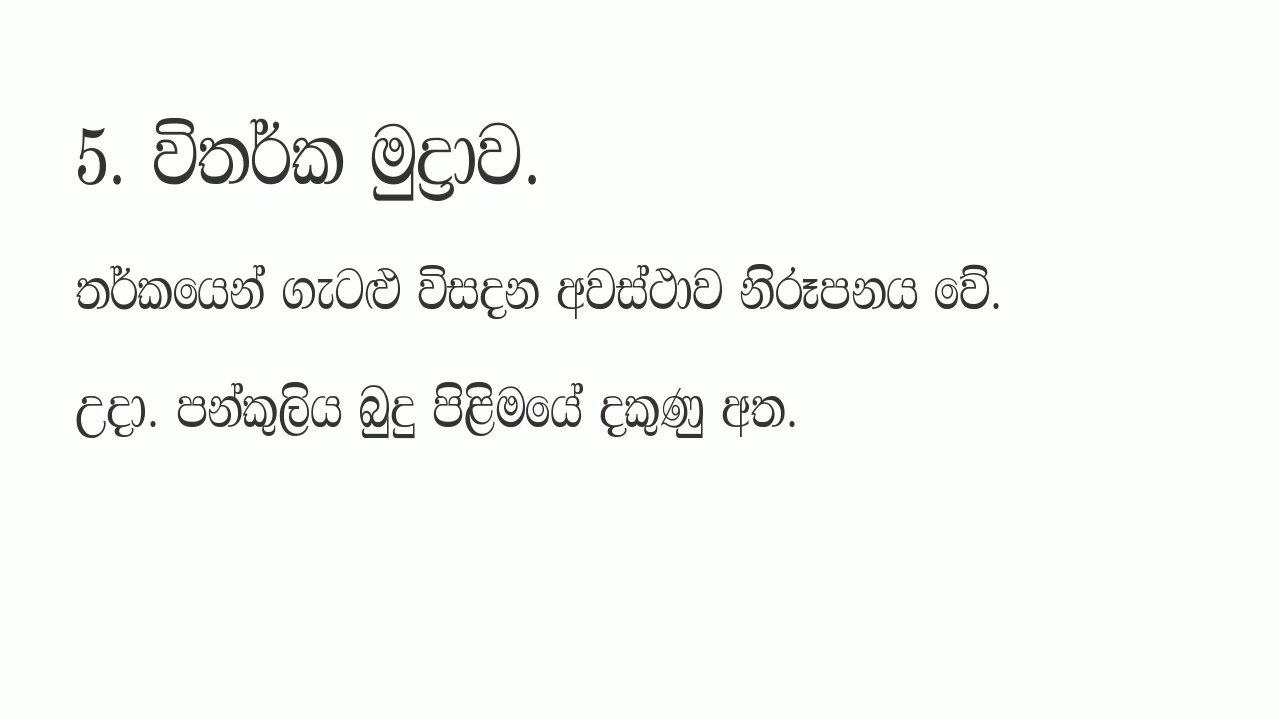 5. විතර්ක මුද්‍රාව.
තර්කයෙන් ගැටළු විසදන අවස්ථාව නිරූපනය වේ.
උදා. පන්කුලිය බුදු පිළිමයේ දකුණු අත.